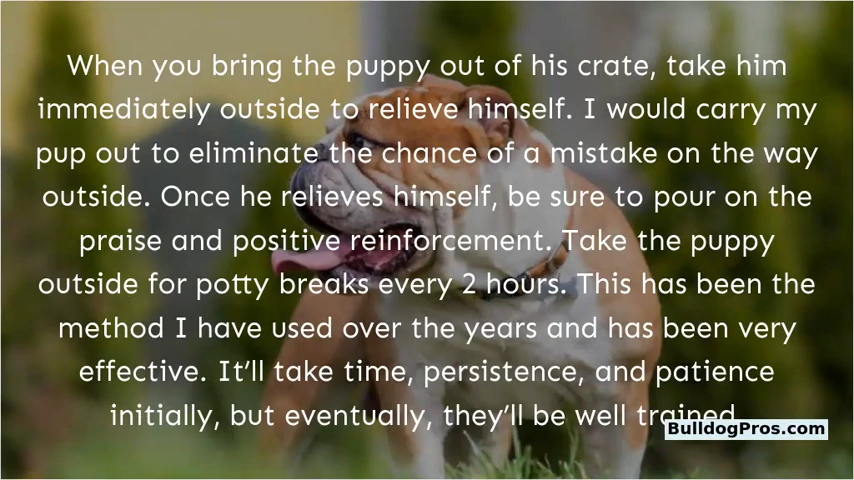 When you bring the puppy out of his crate, take him
immediately outside to relieve himself. I would carry my
pup out to eliminate the chance of a mistake on the way
outside. Once he relieves himself, be sure to pour on the
praise and positive reinforcement. Take the puppy
outside for potty breaks every 2 hours. This has been the
method I have used over the years and has been very
effective. It’ll take time, persistence, and patience
initially, but eventually, they’ll be well trained.
BulldogPros.com